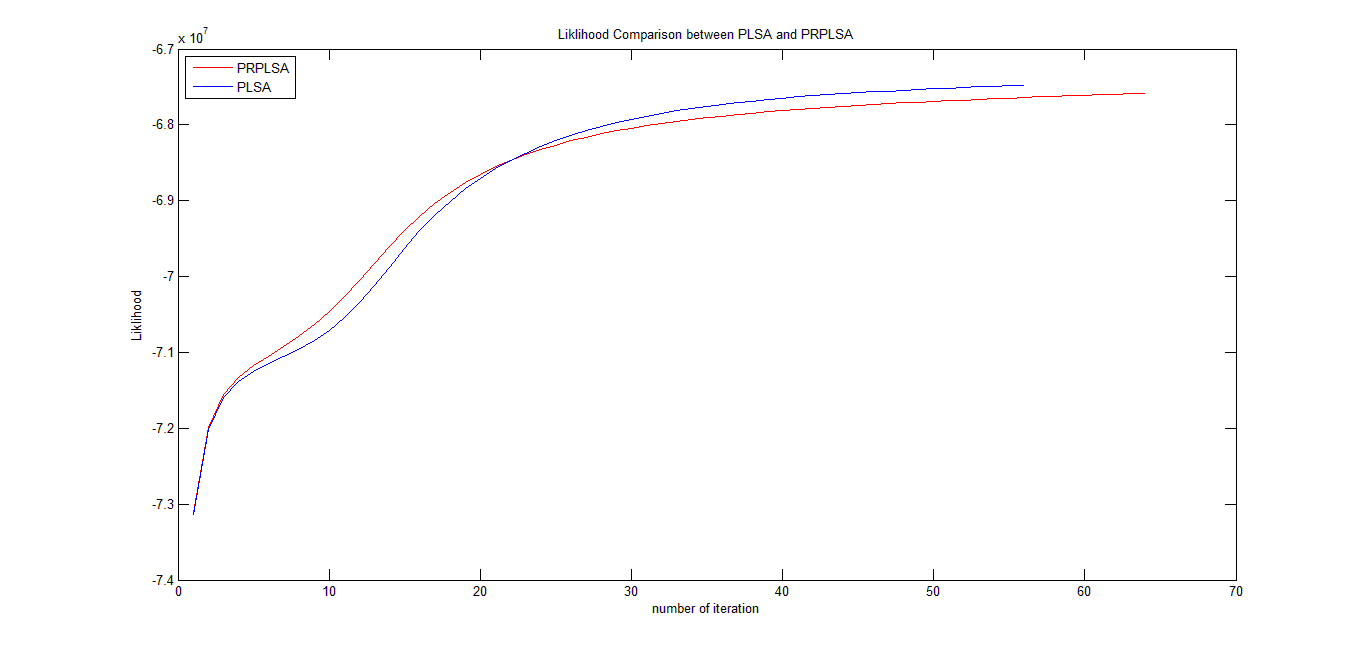 Liklihood Comparison between PLSA and PRPLSA
x 10^7
-6.7
-6.8
-6.9
-7
-7.1
-7.2
-7.3
-7.4
Liklihood
PRPLSA
PLSA
0 10 20 30 40 50 60 70
number of iteration